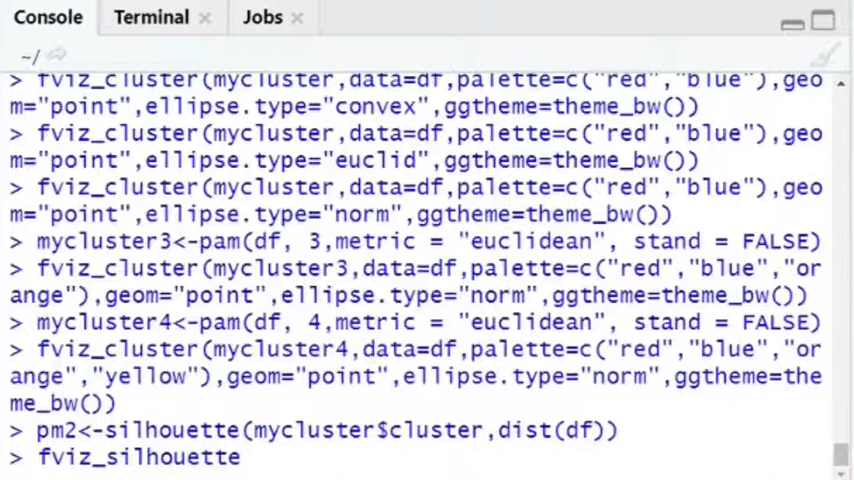 Console Terminal Jobs
~/
> fviz_cluster(mycluster,data=df,palette=c("red","blue"),geo
m="point",ellipse.type="convex",ggtheme=theme_bw())
> fviz_cluster(mycluster,data=df,palette=c("red","blue"),geo
m="point",ellipse.type="euclid",ggtheme=theme_bw())
> fviz_cluster(mycluster,data=df,palette=c("red","blue"),geo
m="point",ellipse.type="norm",ggtheme=theme_bw())
> mycluster3<-pam(df, 3,metric = "euclidean", stand = FALSE)
> fviz_cluster(mycluster3,data=df,palette=c("red","blue","or
ange"),geom="point",ellipse.type="norm",ggtheme=theme_bw())
> mycluster4<-pam(df, 4,metric = "euclidean", stand = FALSE)
> fviz_cluster(mycluster4,data=df,palette=c("red","blue","or
ange","yellow"),geom="point",ellipse.type="norm",ggtheme=the
me_bw())
> pm2<-silhouette(mycluster$cluster,dist(df))
> fviz_silhouette